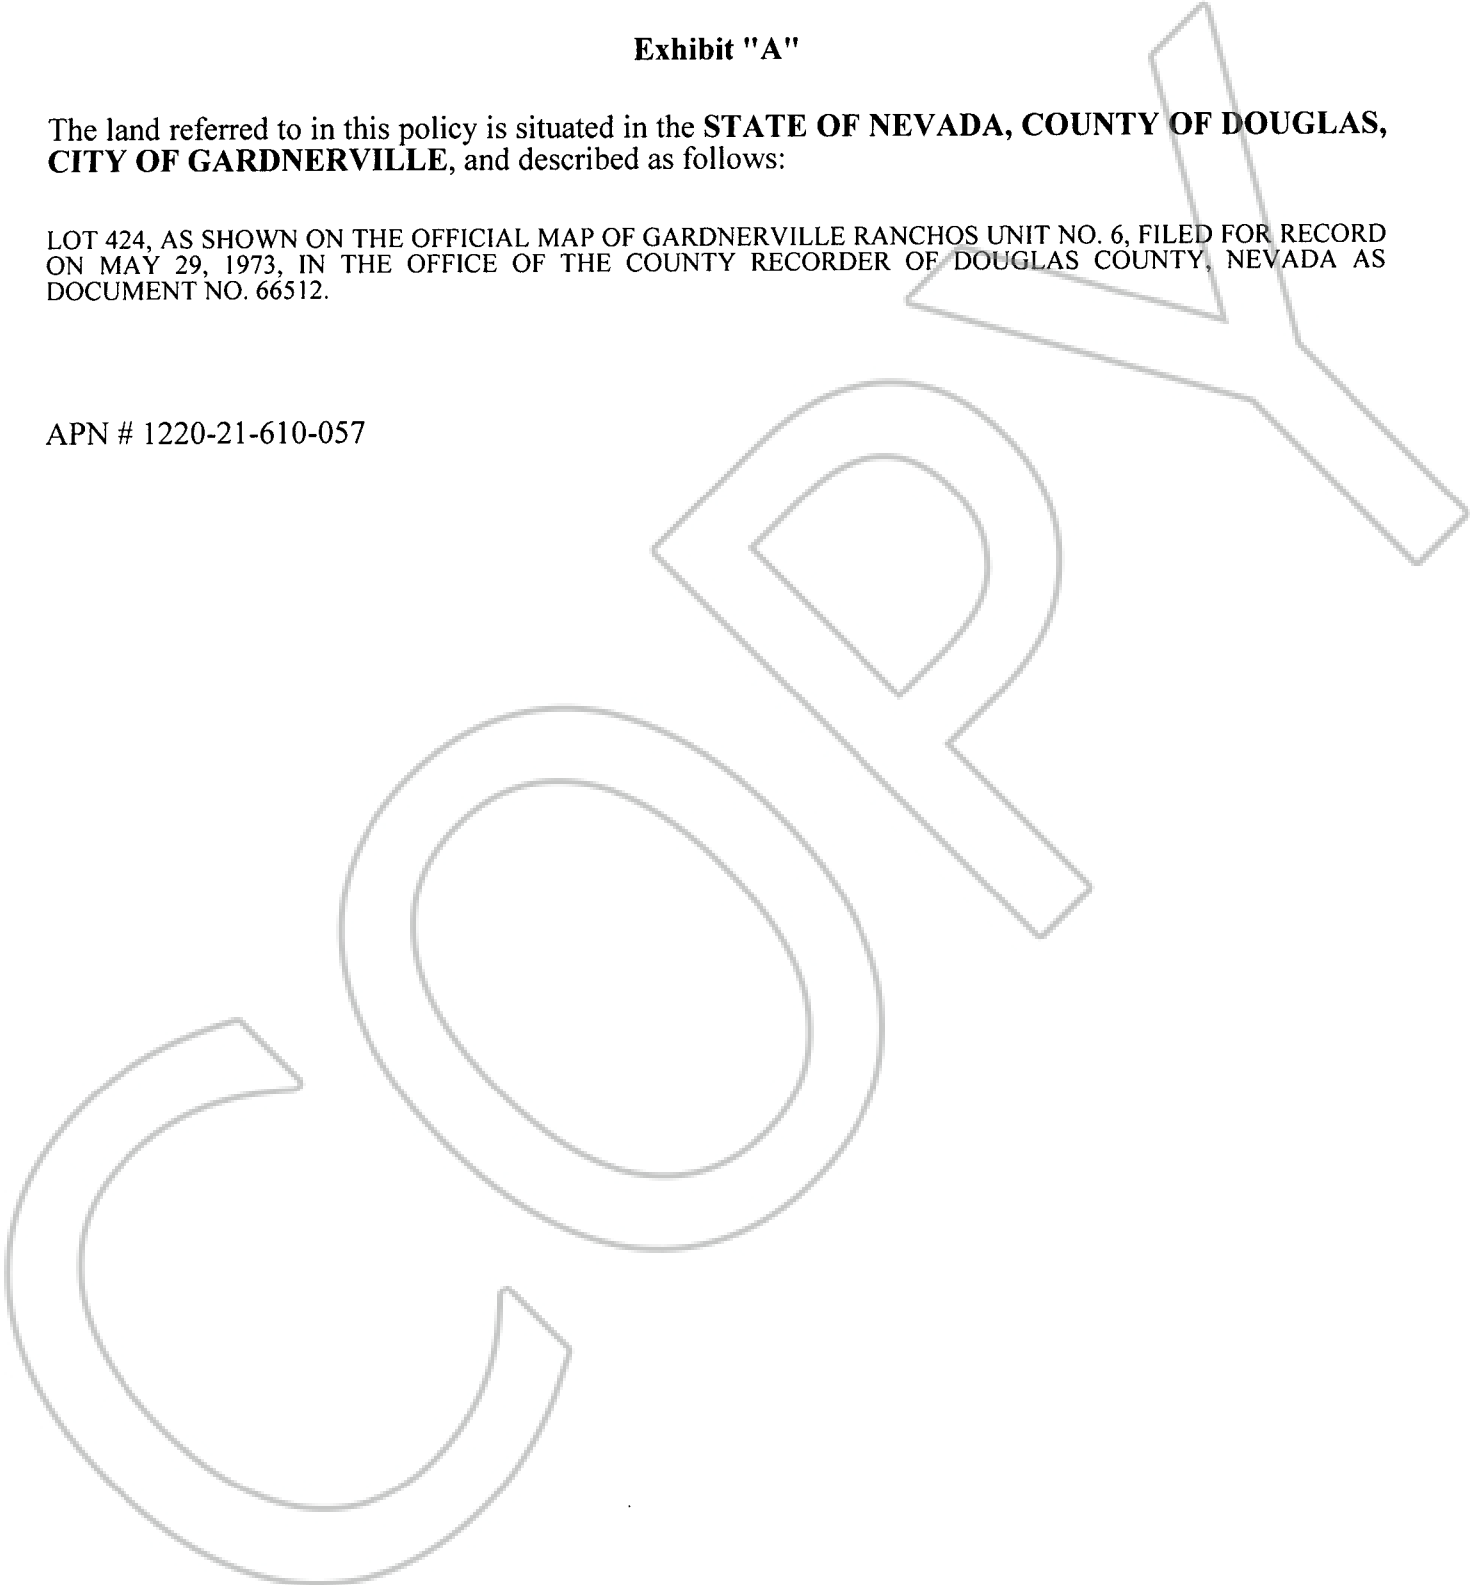 Exhibit "A"
The land referred to in this policy is situated in the STATE OF NEVADA, COUNTY OF DOUGLAS,
CITY OF GARDNERVILLE, and described as follows:
LOT 424, AS SHOWN ON THE OFFICIAL MAP OF GARDNERVILLE RANCHOS UNIT NO. 6, FILED FOR RECORD
ON MAY 29, 1973, IN THE OFFICE OF THE COUNTY RECORDER OF DOUGLAS COUNTY, NEVADA AS
DOCUMENT NO. 66512.
APN # 1220-21-610-057
COPY